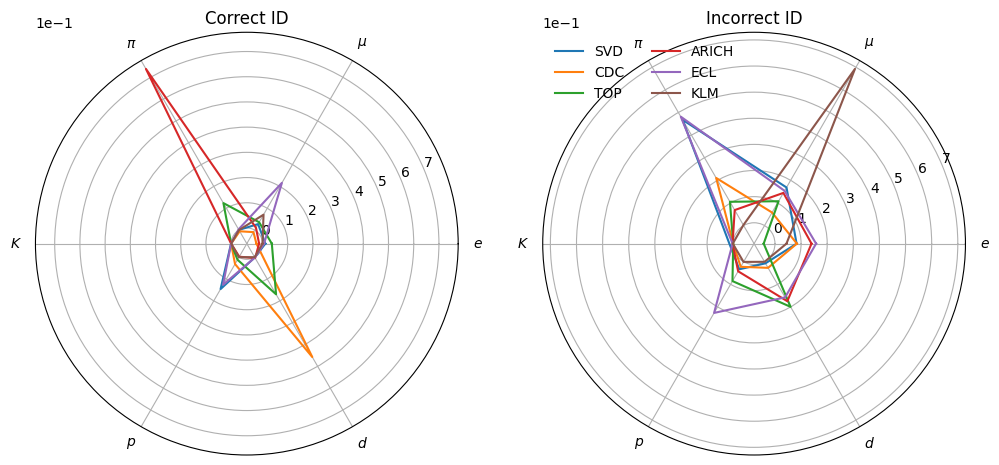 Correct ID
1e−1
e
μ
π
K
p
d
0
1
2
3
4
5
6
7
Incorrect ID
1e−1
e
μ
π
K
p
d
0
1
2
3
4
5
6
7
SVD
CDC
TOP
ARICH
ECL
KLM